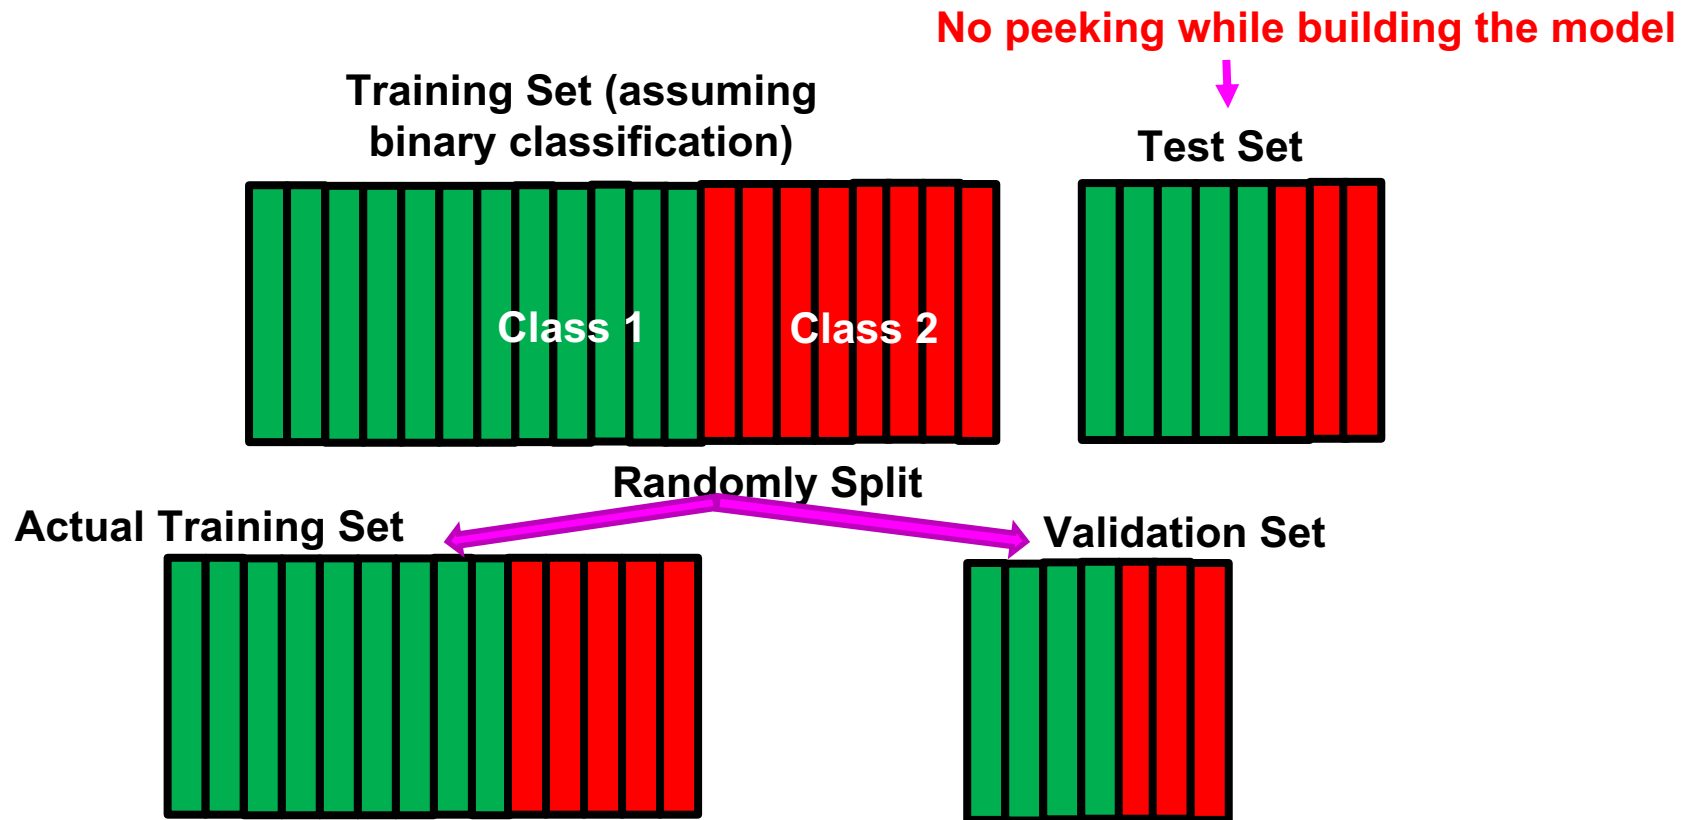 No peeking while building the model
Training Set (assuming
binary classification)
Test Set
Class 1
Class 2
Randomly Split
Actual Training Set
Validation Set